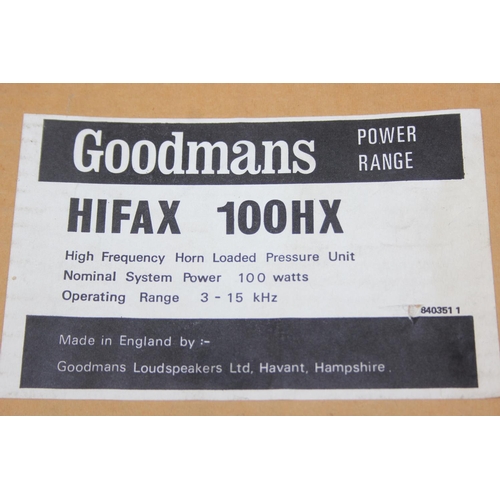 Goodmans POWER RANGE
HIFAX 100HX
High Frequency Horn Loaded Pressure Unit
Nominal System Power 100 watts
Operating Range 3 - 15 kHz
840351 1
Made in England by :-
Goodmans Loudspeakers Ltd, Havant, Hampshire.